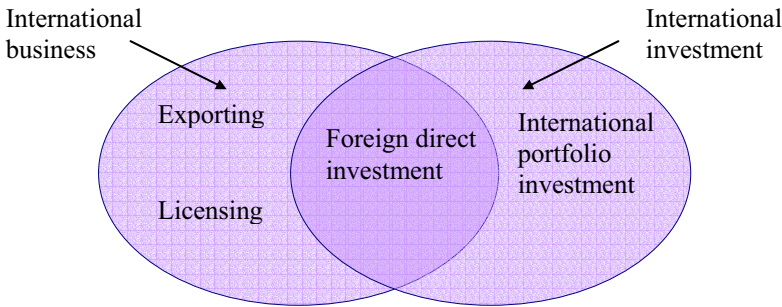 International
business
International
investment
Exporting
Licensing
Foreign direct
investment
International
portfolio
investment